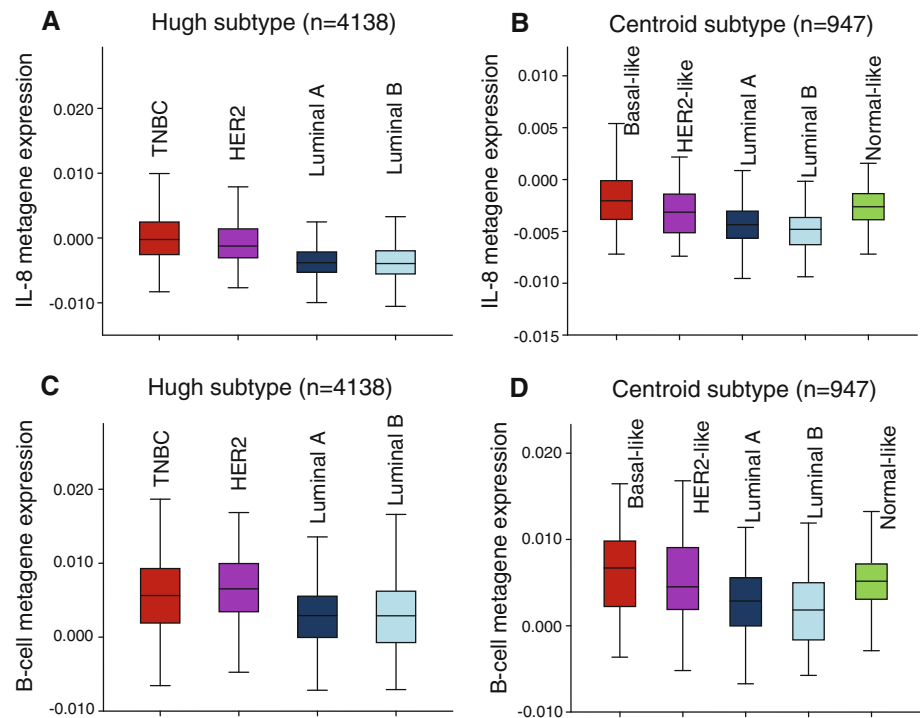 A
Hugh subtype (n=4138)
IL-8 metagene expression
0.020
0.010
0.000
-0.010
TNBC
HER2
Luminal A
Luminal B
B
Centroid subtype (n=947)
IL-8 metagene expression
0.010
0.005
0.000
-0.005
-0.010
-0.015
Basal-like
HER2-like
Luminal A
Luminal B
Normal-like
C
Hugh subtype (n=4138)
B-cell metagene expression
0.020
0.010
0.000
-0.010
TNBC
HER2
Luminal A
Luminal B
D
Centroid subtype (n=947)
B-cell metagene expression
0.020
0.010
0.000
-0.010
Basal-like
HER2-like
Luminal A
Luminal B
Normal-like